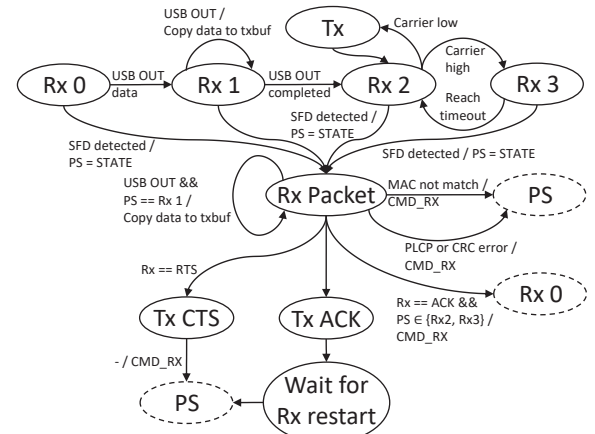 USB OUT /
Copy data to txbuf
Tx
Carrier low
Carrier
high
Rx 0
USB OUT
data
Rx 1
USB OUT
completed
Rx 2
Rx 3
Reach
timeout
SFD detected /
PS = STATE
SFD detected /
PS = STATE
SFD detected / PS = STATE
USB OUT &&
PS == Rx 1 /
Copy data to txbuf
Rx Packet
MAC not match /
CMD_RX
PS
PLCP or CRC error /
CMD_RX
Rx == RTS
Rx == ACK &&
PS ∈ {Rx2, Rx3} /
CMD_RX
Rx 0
Tx CTS
Tx ACK
- / CMD_RX
PS
Wait for
Rx restart